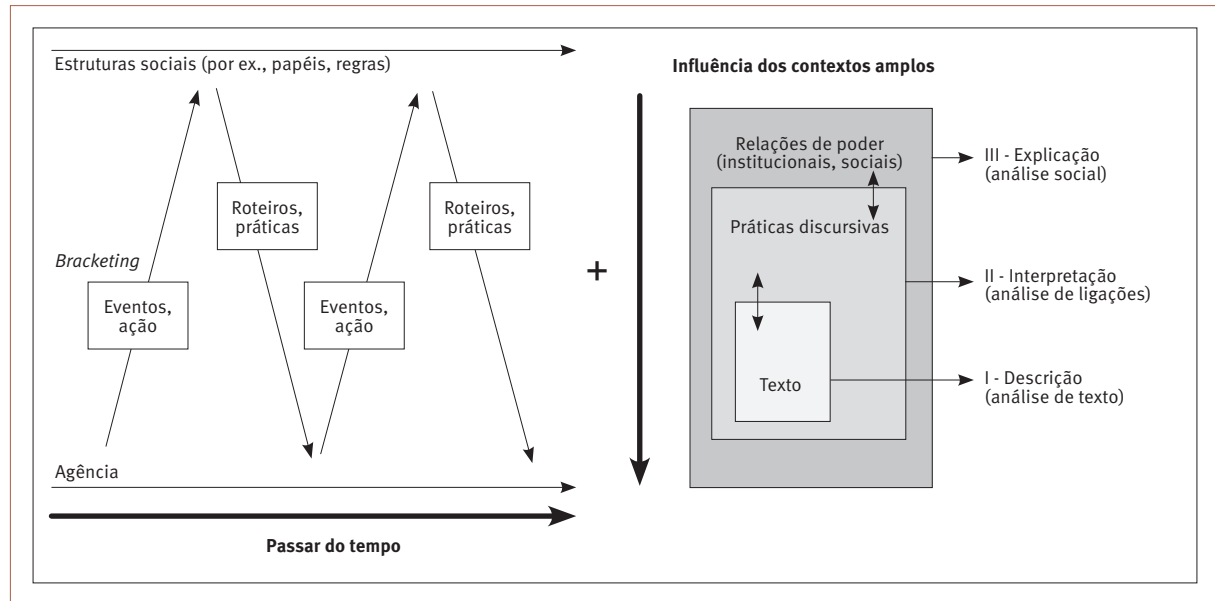 Estruturas sociais (por ex., papéis, regras)
Roteiros,
práticas
Roteiros,
práticas
Bracketing
Eventos,
ação
Eventos,
ação
Agência
Passar do tempo
+
Influência dos contextos amplos
Relações de poder
(institucionais, sociais)
Práticas discursivas
Texto
III - Explicação
(análise social)
II - Interpretação
(análise de ligações)
I - Descrição
(análise de texto)